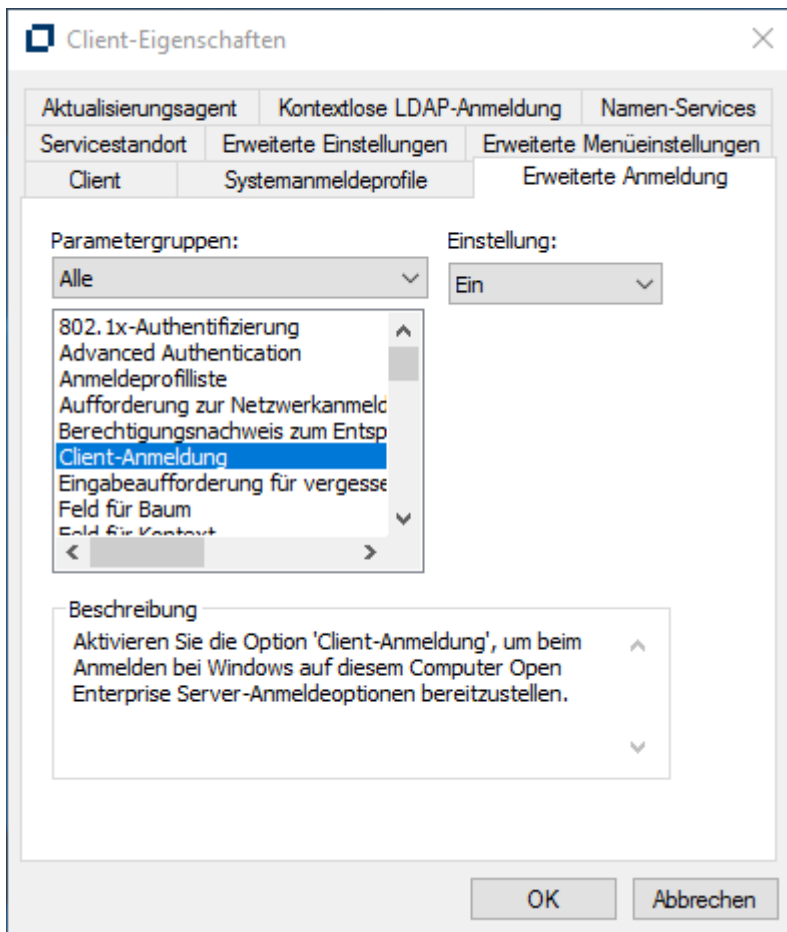 Client-Eigenschaften
Aktualisierungsagent Kontextlose LDAP-Anmeldung Namen-Services
Servicestandort Erweiterte Einstellungen Erweiterte Menüeinstellungen
Client Systemanmeldeprofile Erweiterte Anmeldung
Parametergruppen: Einstellung:
Alle Ein
802.1x-Authentifizierung
Advanced Authentication
Anmeldeprofilliste
Aufforderung zur Netzwerkanmeld
Berechtigungsnachweis zum Entsp
Client-Anmeldung
Eingabeaufforderung für vergesse
Feld für Baum
Feld für Kontext
Beschreibung
Aktivieren Sie die Option 'Client-Anmeldung', um beim
Anmelden bei Windows auf diesem Computer Open
Enterprise Server-Anmeldeoptionen bereitzustellen.
OK Abbrechen